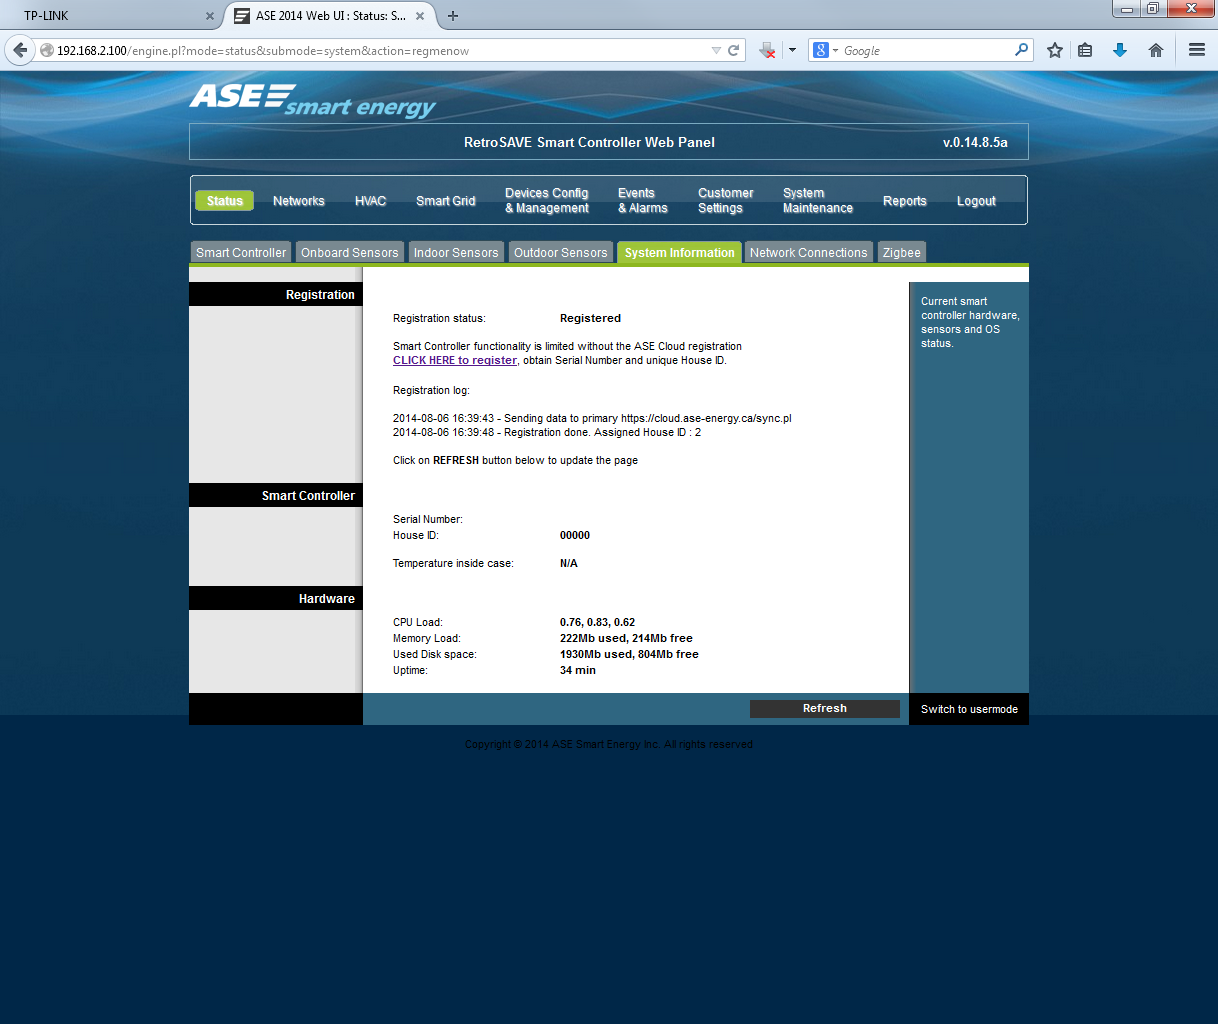 TP-LINK
ASE 2014 Web UI : Status: S...
192.168.2.100/engine.pl?mode=status&submode=system&action=regmenow
Google
ASE smart energy
RetroSAVE Smart Controller Web Panel
v.0.14.8.5a
Status
Networks
HVAC
Smart Grid
Devices Config
& Management
Events
& Alarms
Customer
Settings
System
Maintenance
Reports
Logout
Smart Controller
Onboard Sensors
Indoor Sensors
Outdoor Sensors
System Information
Network Connections
Zigbee
Registration
Registration status: Registered
Smart Controller functionality is limited without the ASE Cloud registration
CLICK HERE to register, obtain Serial Number and unique House ID.
Registration log:
2014-08-06 16:39:43 - Sending data to primary https://cloud.ase-energy.ca/sync.pl
2014-08-06 16:39:48 - Registration done. Assigned House ID : 2
Click on REFRESH button below to update the page
Current smart
controller hardware,
sensors and OS
status.
Smart Controller
Serial Number:
House ID: 00000
Temperature inside case: N/A
Hardware
CPU Load: 0.76, 0.83, 0.62
Memory Load: 222Mb used, 214Mb free
Used Disk space: 1930Mb used, 804Mb free
Uptime: 34 min
Refresh
Switch to usermode
Copyright © 2014 ASE Smart Energy Inc. All rights reserved